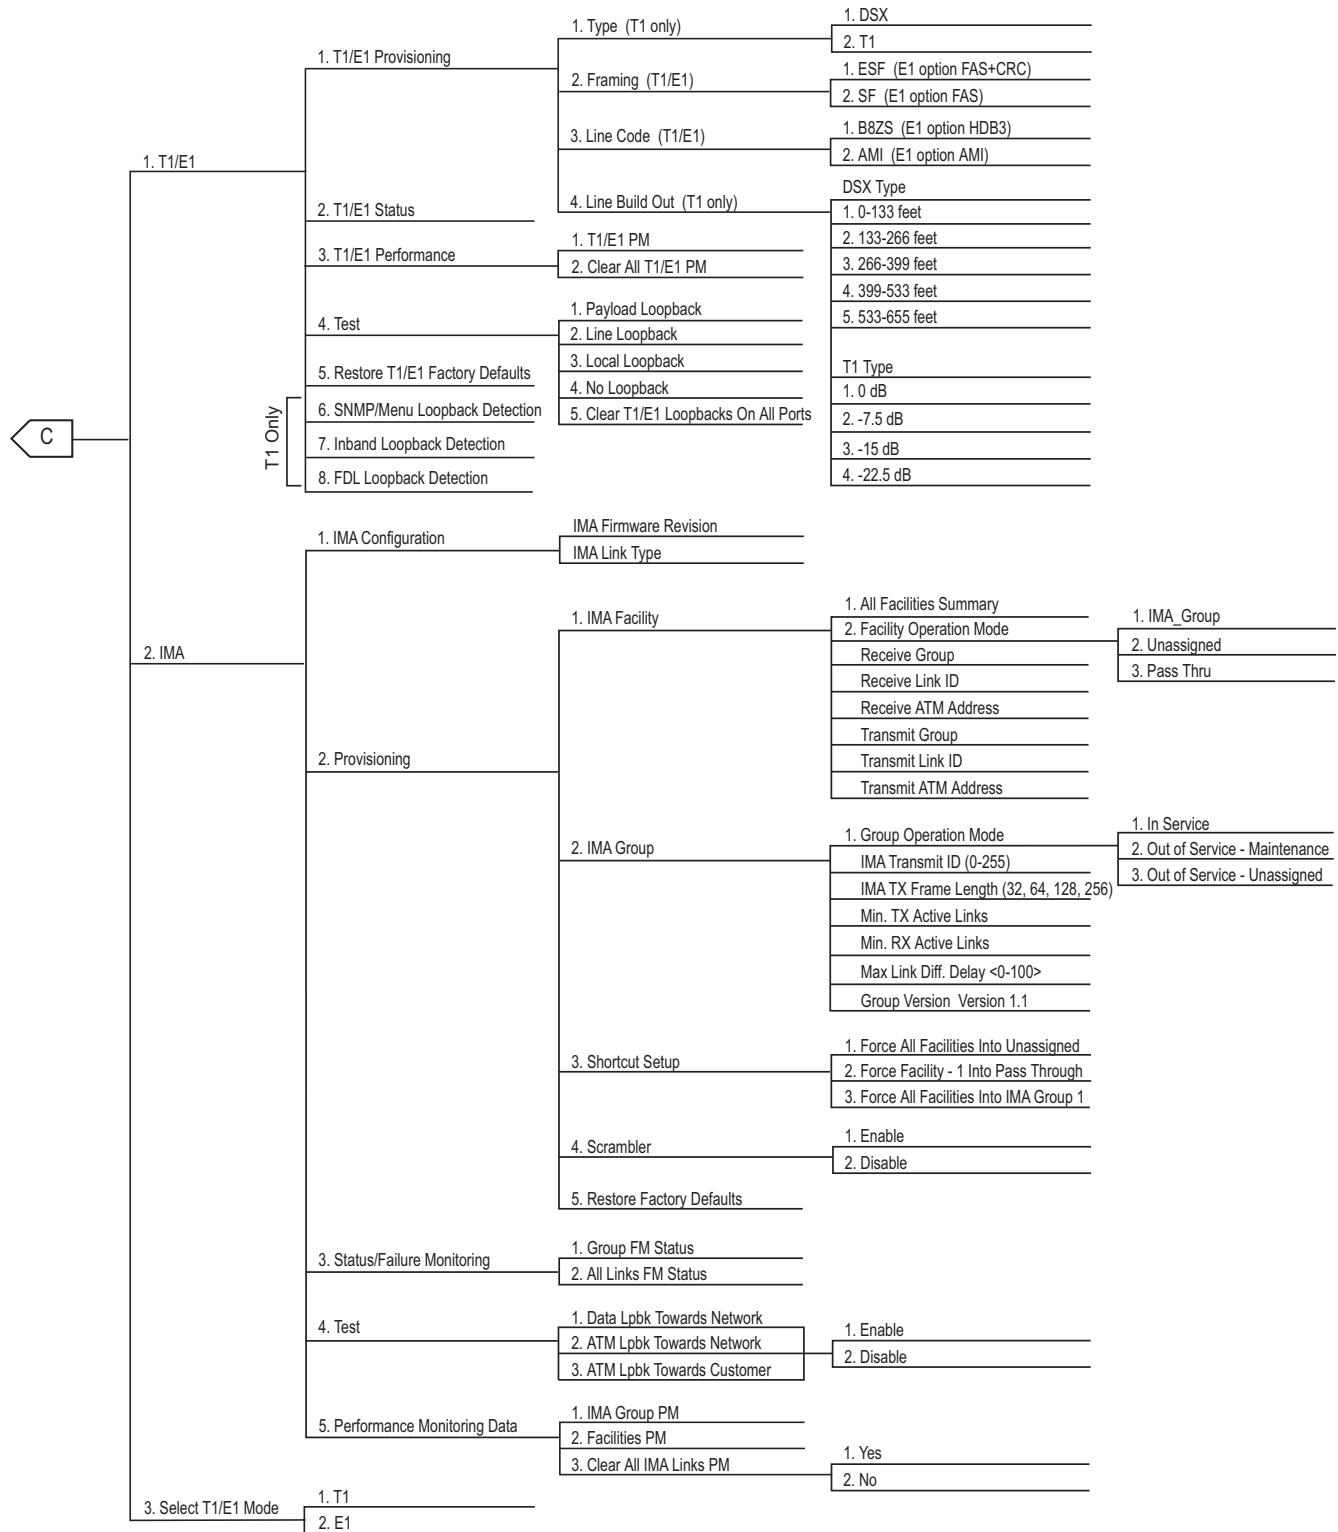 C
1. T1/E1
1. T1/E1 Provisioning
1. Type (T1 only)
1. DSX
2. T1
2. Framing (T1/E1)
1. ESF (E1 option FAS+CRC)
2. SF (E1 option FAS)
3. Line Code (T1/E1)
1. B8ZS (E1 option HDB3)
2. AMI (E1 option AMI)
4. Line Build Out (T1 only)
DSX Type
1. 0-133 feet
2. 133-266 feet
3. 266-399 feet
4. 399-533 feet
5. 533-655 feet
T1 Type
1. 0 dB
2. -7.5 dB
3. -15 dB
4. -22.5 dB
2. T1/E1 Status
3. T1/E1 Performance
1. T1/E1 PM
2. Clear All T1/E1 PM
4. Test
1. Payload Loopback
2. Line Loopback
3. Local Loopback
4. No Loopback
5. Clear T1/E1 Loopbacks On All Ports
5. Restore T1/E1 Factory Defaults
T1 Only
6. SNMP/Menu Loopback Detection
7. Inband Loopback Detection
8. FDL Loopback Detection
2. IMA
1. IMA Configuration
IMA Firmware Revision
IMA Link Type
2. Provisioning
1. IMA Facility
1. All Facilities Summary
2. Facility Operation Mode
1. IMA_Group
2. Unassigned
3. Pass Thru
Receive Group
Receive Link ID
Receive ATM Address
Transmit Group
Transmit Link ID
Transmit ATM Address
2. IMA Group
1. Group Operation Mode
1. In Service
2. Out of Service - Maintenance
3. Out of Service - Unassigned
IMA Transmit ID (0-255)
IMA TX Frame Length (32, 64, 128, 256)
Min. TX Active Links
Min. RX Active Links
Max Link Diff. Delay <0-100>
Group Version Version 1.1
3. Shortcut Setup
1. Force All Facilities Into Unassigned
2. Force Facility - 1 Into Pass Through
3. Force All Facilities Into IMA Group 1
4. Scrambler
1. Enable
2. Disable
5. Restore Factory Defaults
3. Status/Failure Monitoring
1. Group FM Status
2. All Links FM Status
4. Test
1. Data Lpbk Towards Network
2. ATM Lpbk Towards Network
3. ATM Lpbk Towards Customer
1. Enable
2. Disable
5. Performance Monitoring Data
1. IMA Group PM
2. Facilities PM
3. Clear All IMA Links PM
1. Yes
2. No
3. Select T1/E1 Mode
1. T1
2. E1